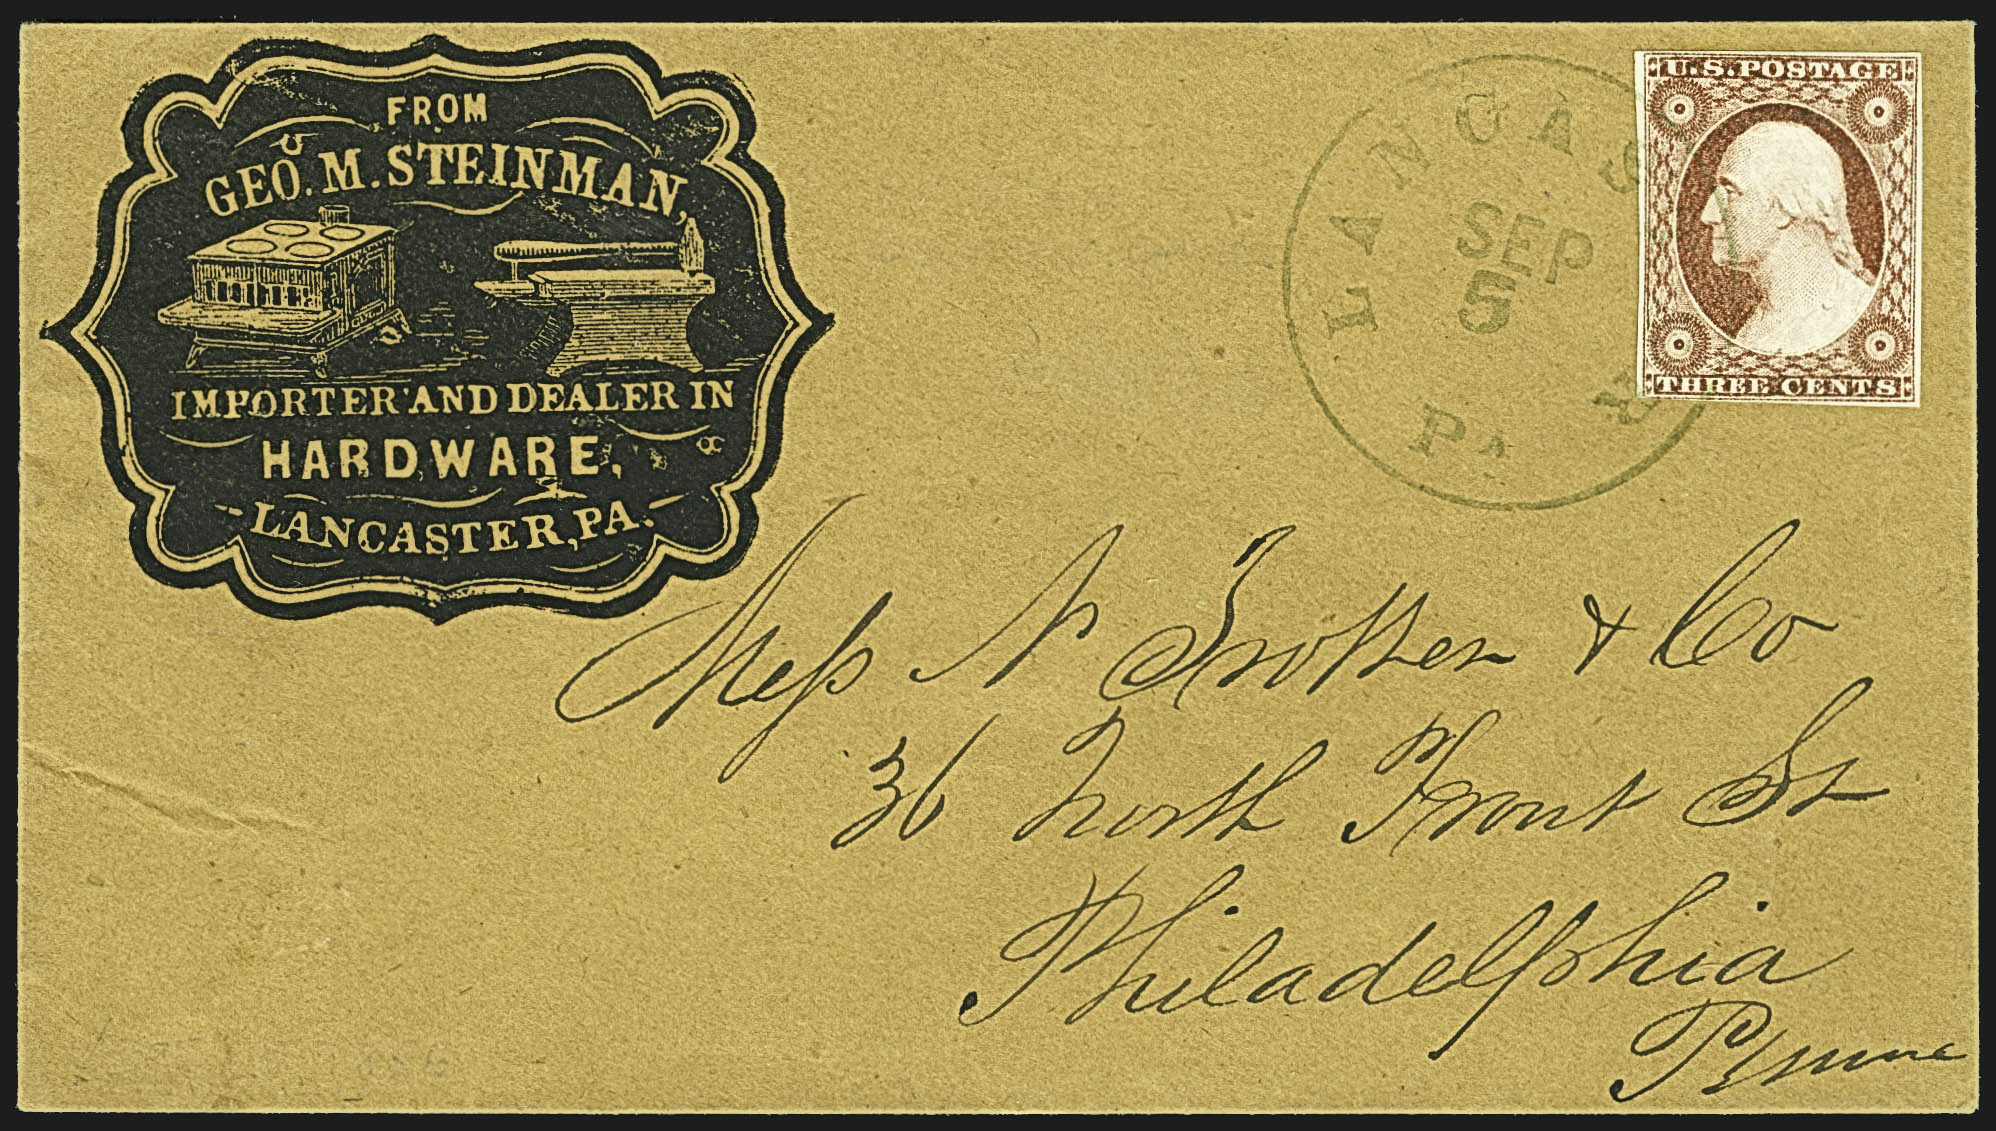 FROM
GEO. M. STEINMAN,
IMPORTER AND DEALER IN
HARDWARE,
LANCASTER, PA.
LANCAS R
SEP
5
PA
U.S. POSTAGE
THREE CENTS
Mess N Trotter & Co
36 North Front St
Philadelphia